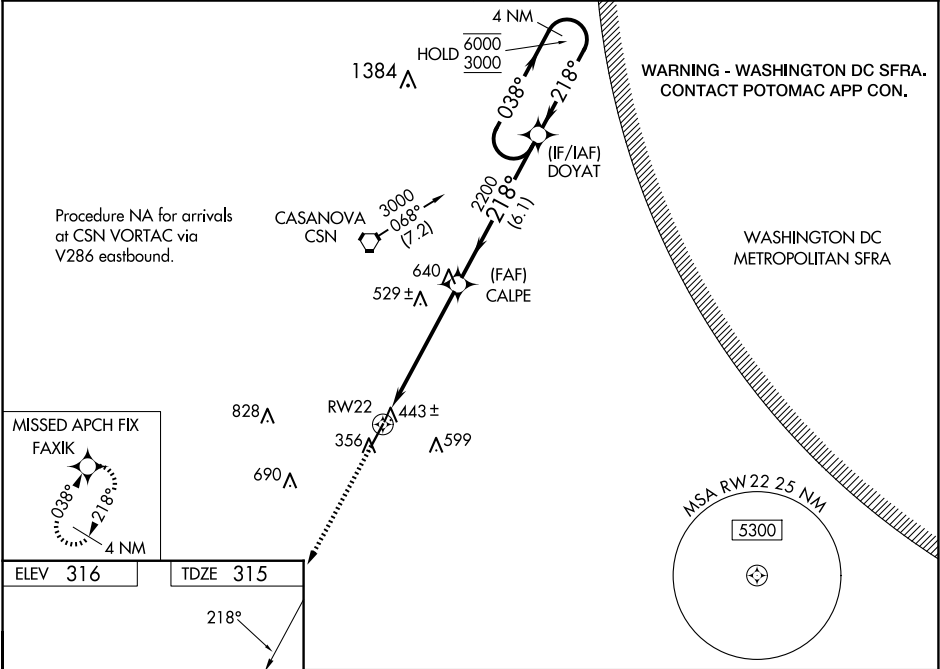 4 NM
HOLD
6000
3000
1384
038°
218°
WARNING - WASHINGTON DC SFRA.
CONTACT POTOMAC APP CON.
(IF/IAF)
DOYAT
2200
218°
(6.1)
Procedure NA for arrivals
at CSN VORTAC via
V286 eastbound.
CASANOVA
CSN
3000
068°
(7.2)
WASHINGTON DC
METROPOLITAN SFRA
640
(FAF)
CALPE
529 ±
RW22
443 ±
828
356
599
690
MISSED APCH FIX
FAXIK
038°
218°
4 NM
MSA RW 22 25 NM
5300
ELEV 316
TDZE 315
218°